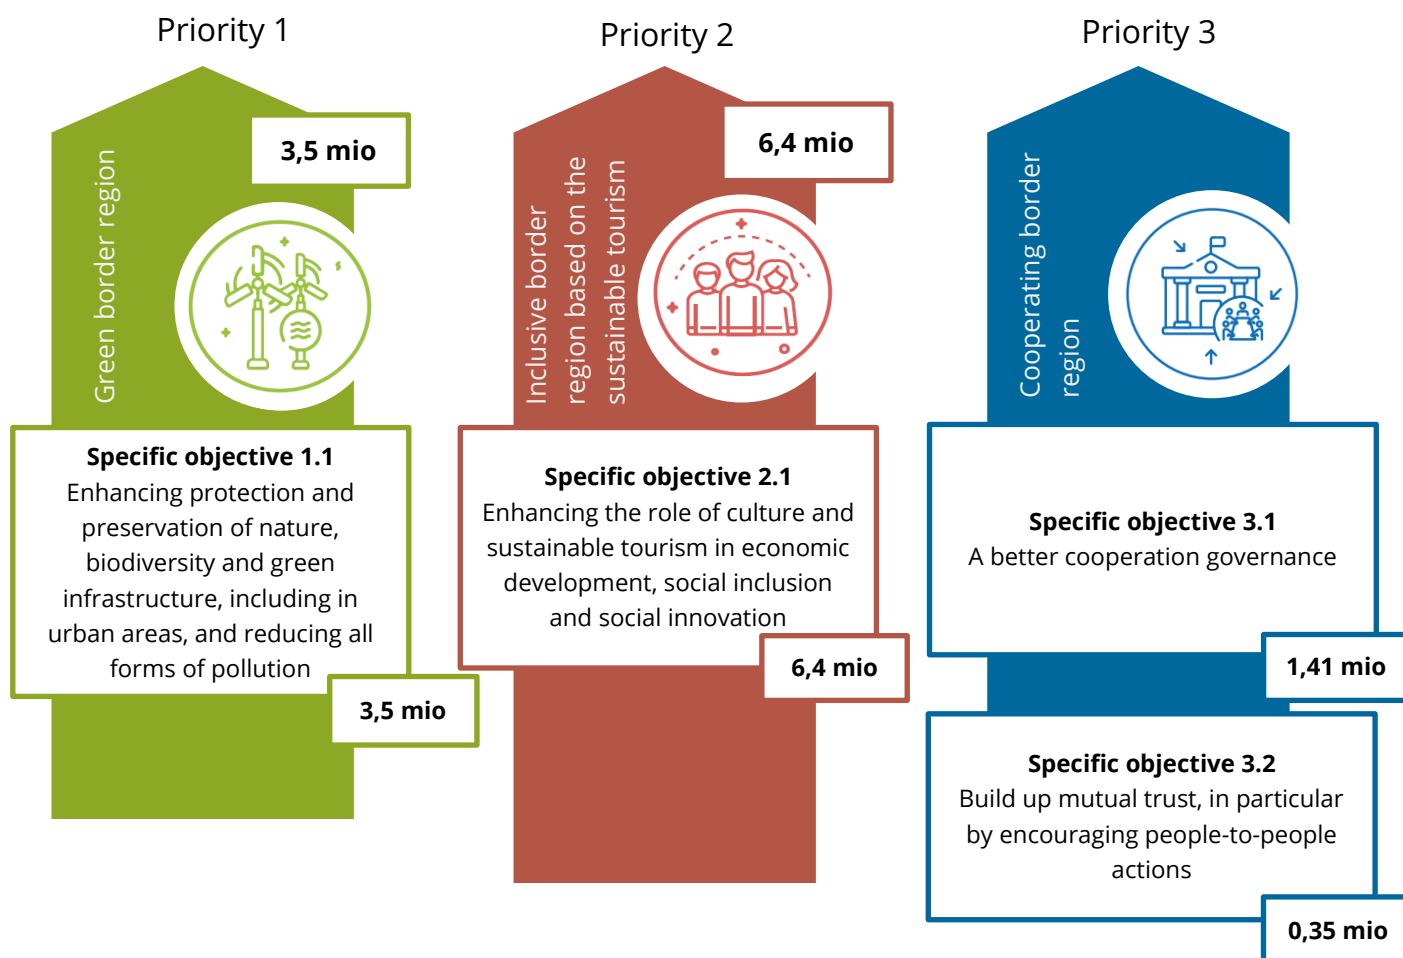 Priority 1
3,5 mio
Green border region
Specific objective 1.1
Enhancing protection and
preservation of nature,
biodiversity and green
infrastructure, including in
urban areas, and reducing all
forms of pollution
3,5 mio
Priority 2
6,4 mio
Inclusive border
region based on the
sustainable tourism
Specific objective 2.1
Enhancing the role of culture and
sustainable tourism in economic
development, social inclusion
and social innovation
6,4 mio
Priority 3
Cooperating border
region
Specific objective 3.1
A better cooperation governance
1,41 mio
Specific objective 3.2
Build up mutual trust, in particular
by encouraging people-to-people
actions
0,35 mio